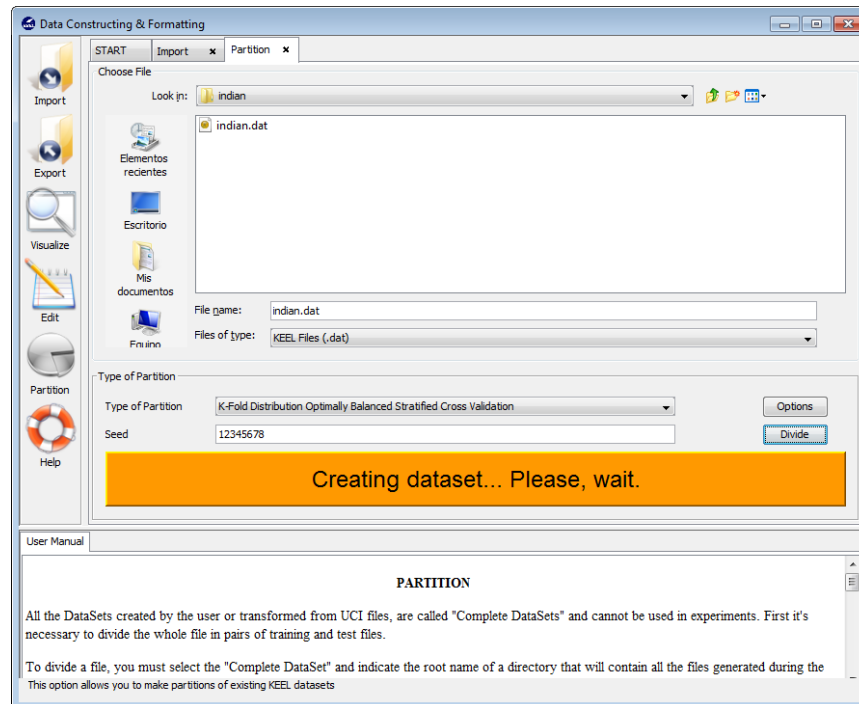 Data Constructing & Formatting
START Import Partition
Choose File
Import
Look in: indian
indian.dat
Elementos
recientes
Export
Escritorio
Visualize
Mis
documentos
Edit
File name: indian.dat
Equipo
Files of type: KEEL Files (.dat)
Type of Partition
Partition
Type of Partition K-Fold Distribution Optimally Balanced Stratified Cross Validation Options
Seed 12345678 Divide
Help
Creating dataset... Please, wait.
User Manual
PARTITION
All the DataSets created by the user or transformed from UCI files, are called "Complete DataSets" and cannot be used in experiments. First it's
necessary to divide the whole file in pairs of training and test files.
To divide a file, you must select the "Complete DataSet" and indicate the root name of a directory that will contain all the files generated during the
This option allows you to make partitions of existing KEEL datasets